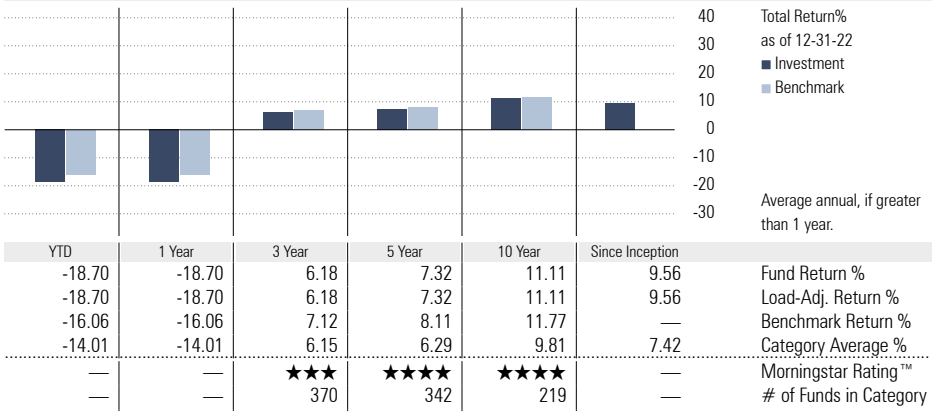 40
30
20
10
0
-10
-20
-30
Total Return%
as of 12-31-22
■ Investment
■ Benchmark
Average annual, if greater
than 1 year.
YTD 1 Year 3 Year 5 Year 10 Year Since Inception
-18.70 -18.70 6.18 7.32 11.11 9.56 Fund Return %
-18.70 -18.70 6.18 7.32 11.11 9.56 Load-Adj. Return %
-16.06 -16.06 7.12 8.11 11.77 — Benchmark Return %
-14.01 -14.01 6.15 6.29 9.81 7.42 Category Average %
— — ★★★ ★★★★ ★★★★ — Morningstar Rating™
— — 370 342 219 — # of Funds in Category